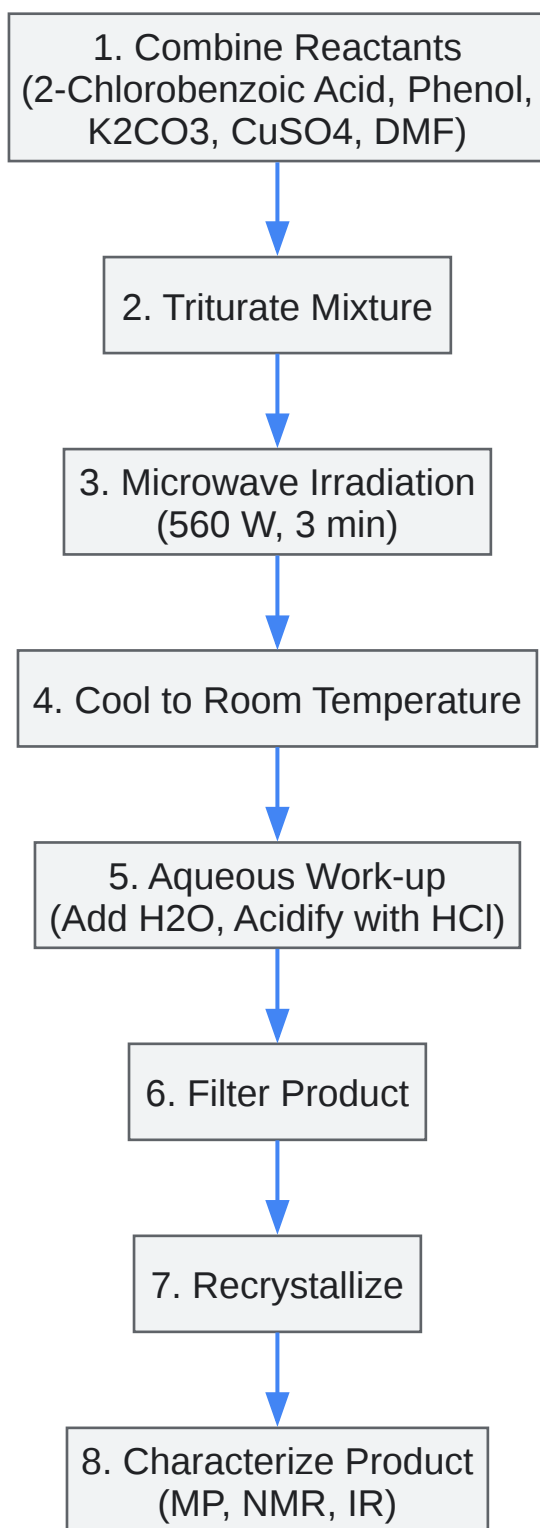 1. Combine Reactants
(2-Chlorobenzoic Acid, Phenol,
K2CO3, CuSO4, DMF)
2. Triturate Mixture
3. Microwave Irradiation
(560 W, 3 min)
4. Cool to Room Temperature
5. Aqueous Work-up
(Add H2O, Acidify with HCl)
6. Filter Product
7. Recrystallize
8. Characterize Product
(MP, NMR, IR)